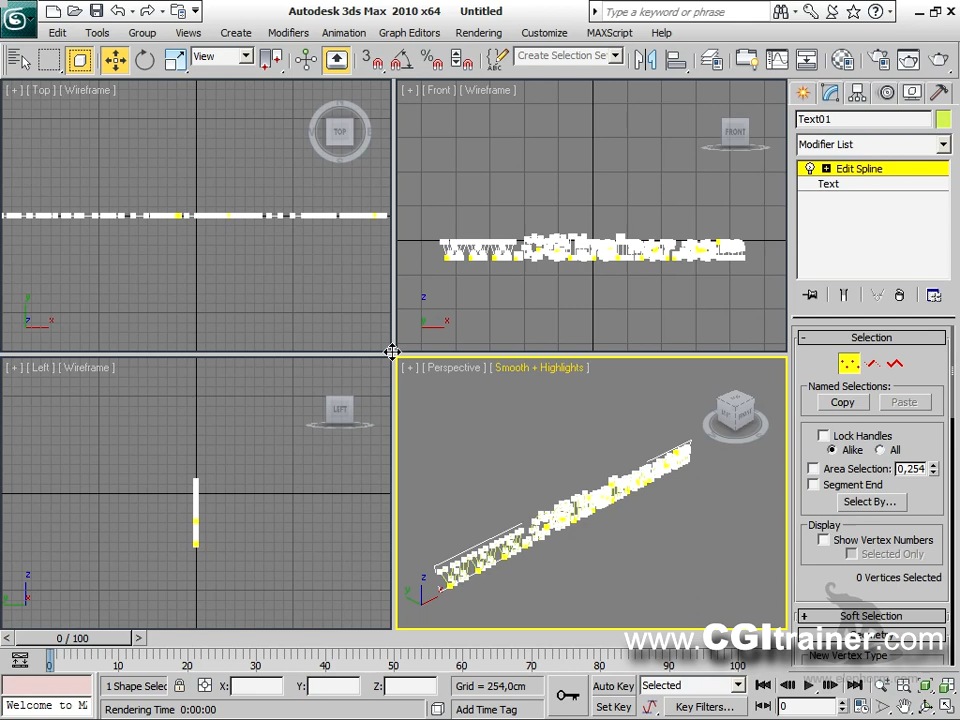 Autodesk 3ds Max 2010 x64 Untitled
Type a keyword or phrase
Edit Tools Group Views Create Modifiers Animation Graph Editors Rendering Customize MAXScript Help
View
3
Create Selection Se
ABC
[ + ] [ Top ] [ Wireframe ]
TOP
[ + ] [ Front ] [ Wireframe ]
FRONT
Text01
Modifier List
Edit Spline
Text
[ + ] [ Left ] [ Wireframe ]
LEFT
[ + ] [ Perspective ] [ Smooth + Highlights ]
Selection
Named Selections:
Copy
Paste
Lock Handles
Alike
All
Area Selection:
0,254
Segment End
Select By...
Display
Show Vertex Numbers
Selected Only
0 Vertices Selected
Soft Selection
Geometry
New Vertex Type
www.CGItrainer.com
0 / 100
0 10 20 30 40 50 60 70 80 90 100
1 Shape Selec
X:
Y:
Z:
Grid = 254,0cm
Auto Key
Selected
Welcome to MA
Rendering Time 0:00:00
Add Time Tag
Set Key
Key Filters...
0